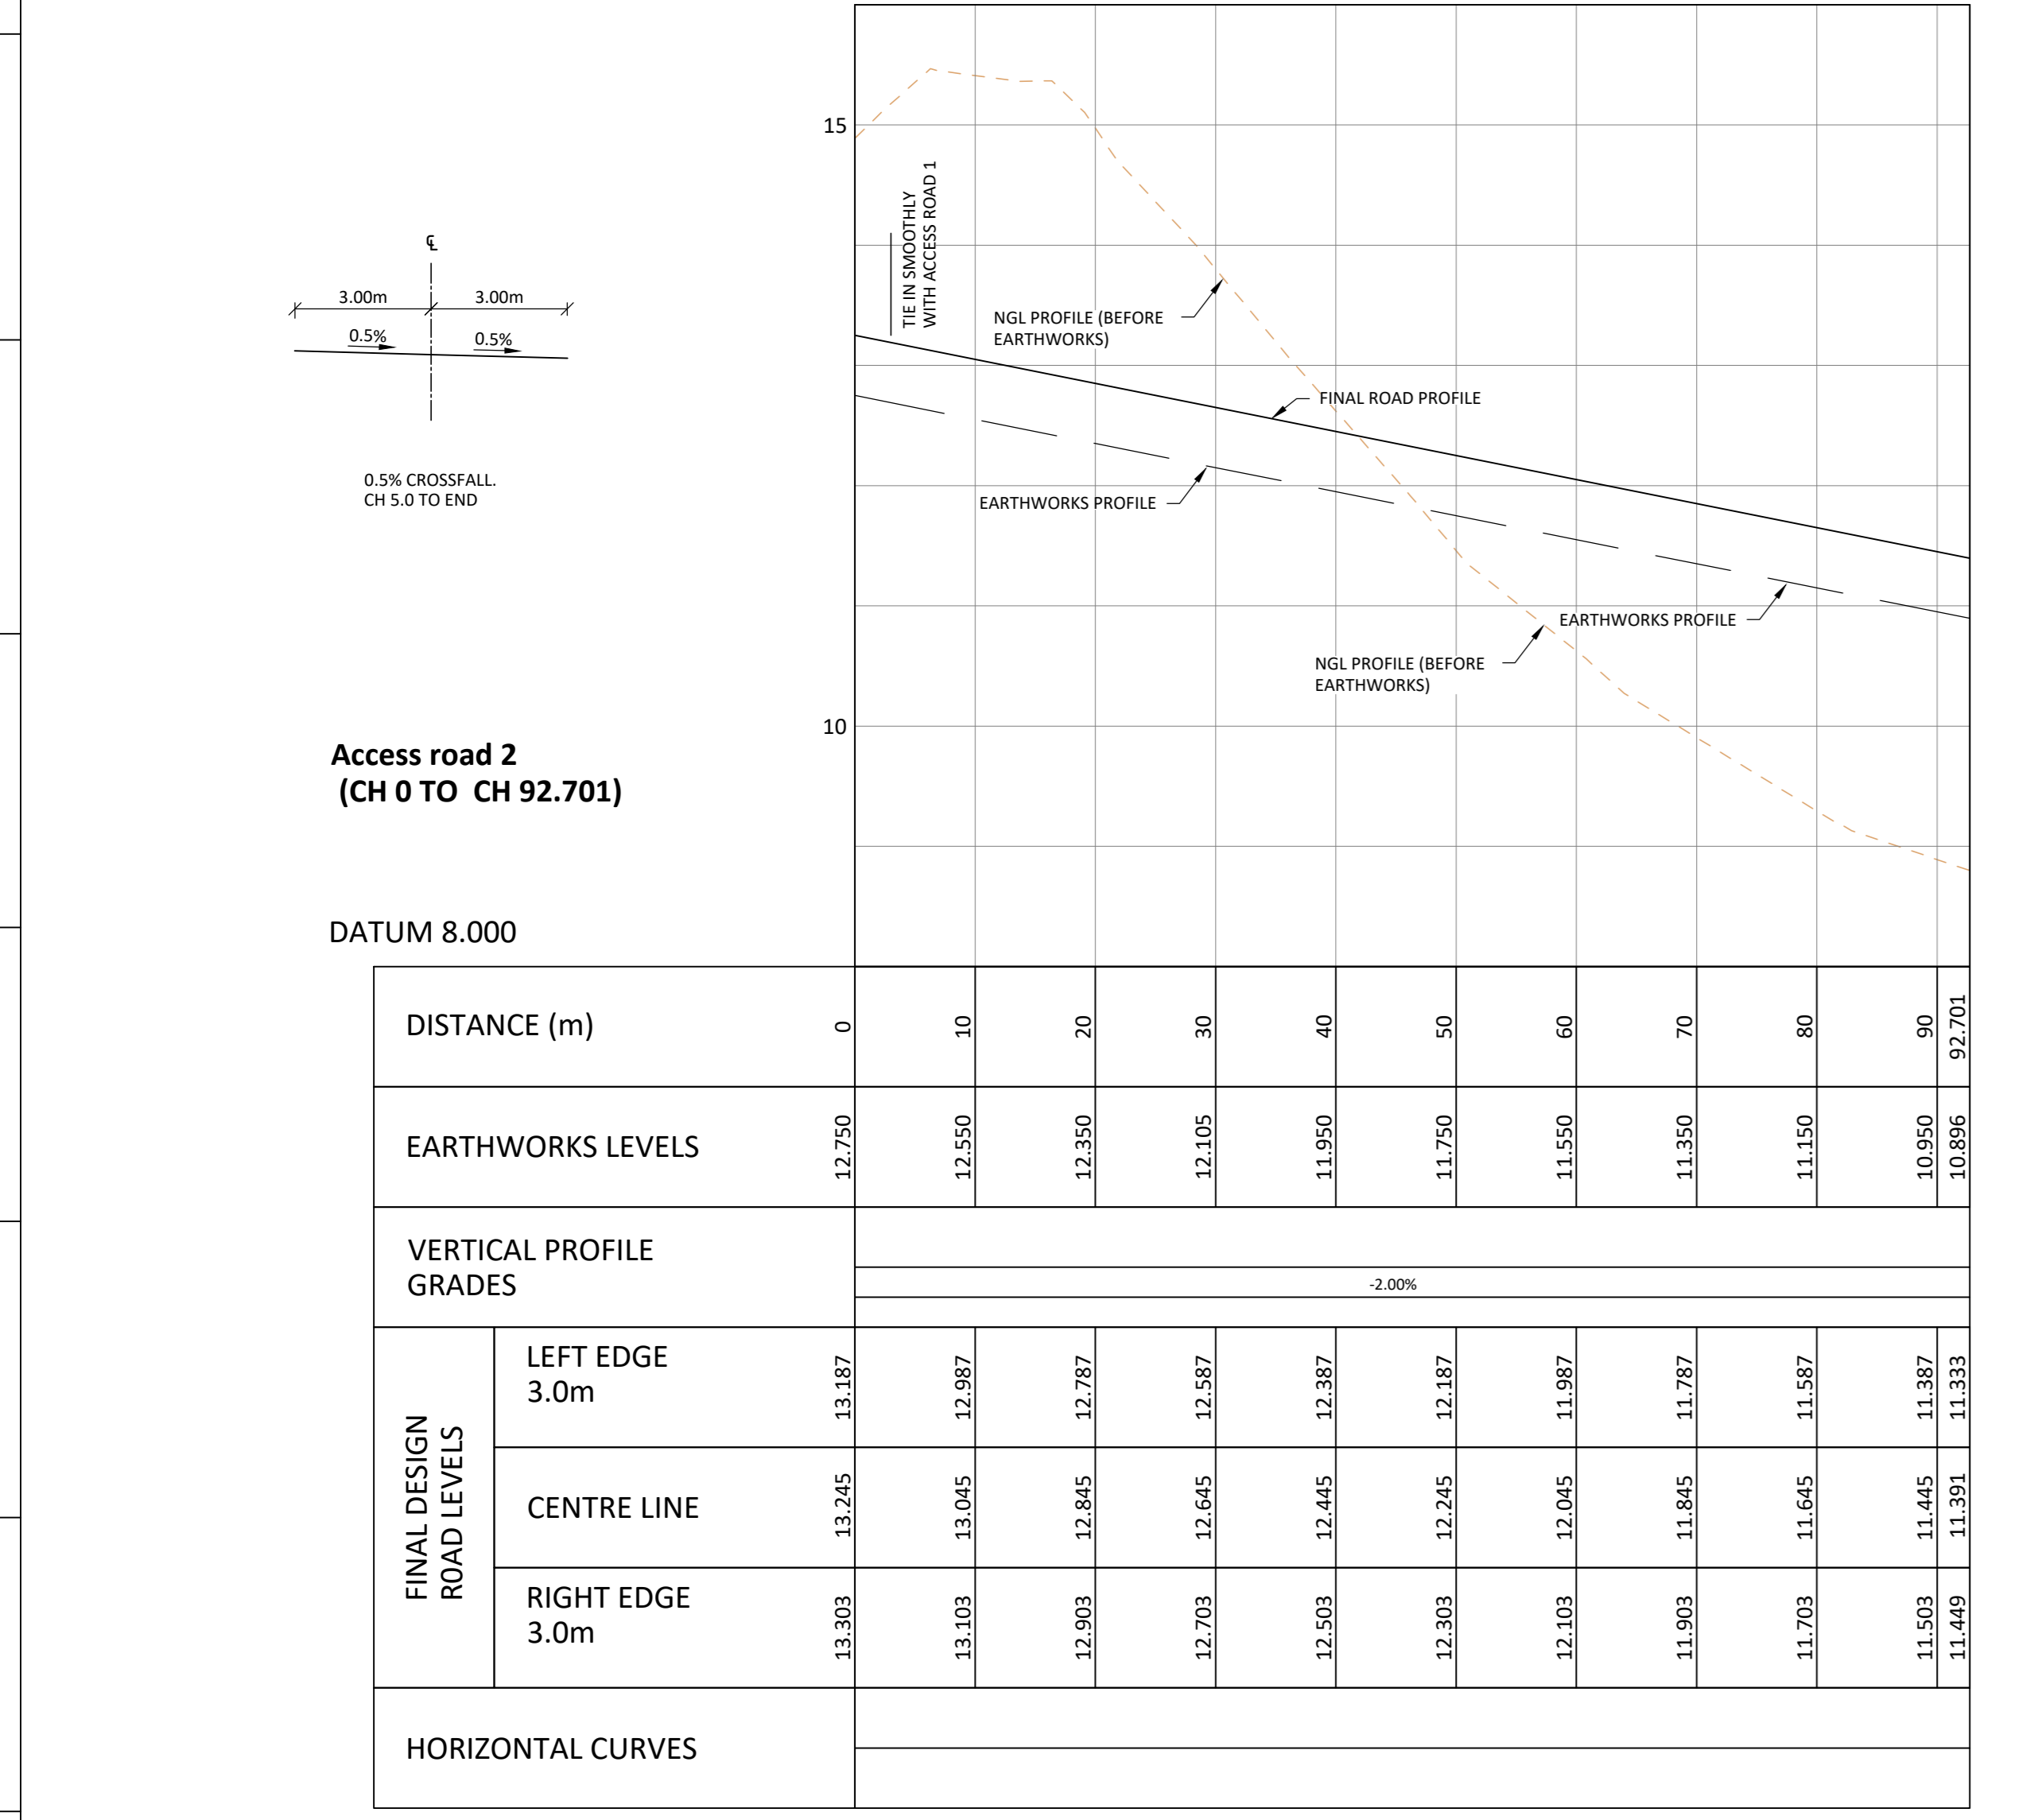 15
TIE IN SMOOTHLY
WITH ACCESS ROAD 1
℄
3.00m 3.00m
0.5% 0.5%
0.5% CROSSFALL.
CH 5.0 TO END
NGL PROFILE (BEFORE
EARTHWORKS)
FINAL ROAD PROFILE
EARTHWORKS PROFILE
EARTHWORKS PROFILE
NGL PROFILE (BEFORE
EARTHWORKS)
10
Access road 2
(CH 0 TO CH 92.701)
DATUM 8.000
DISTANCE (m) 0 10 20 30 40 50 60 70 80 90 92.701
EARTHWORKS LEVELS 12.750 12.550 12.350 12.105 11.950 11.750 11.550 11.350 11.150 10.950 10.896
VERTICAL PROFILE
GRADES
-2.00%
FINAL DESIGN
ROAD LEVELS
LEFT EDGE
3.0m
13.187 12.987 12.787 12.587 12.387 12.187 11.987 11.787 11.587 11.387 11.333
CENTRE LINE 13.245 13.045 12.845 12.645 12.445 12.245 12.045 11.845 11.645 11.445 11.391
RIGHT EDGE
3.0m
13.303 13.103 12.903 12.703 12.503 12.303 12.103 11.903 11.703 11.503 11.449
HORIZONTAL CURVES